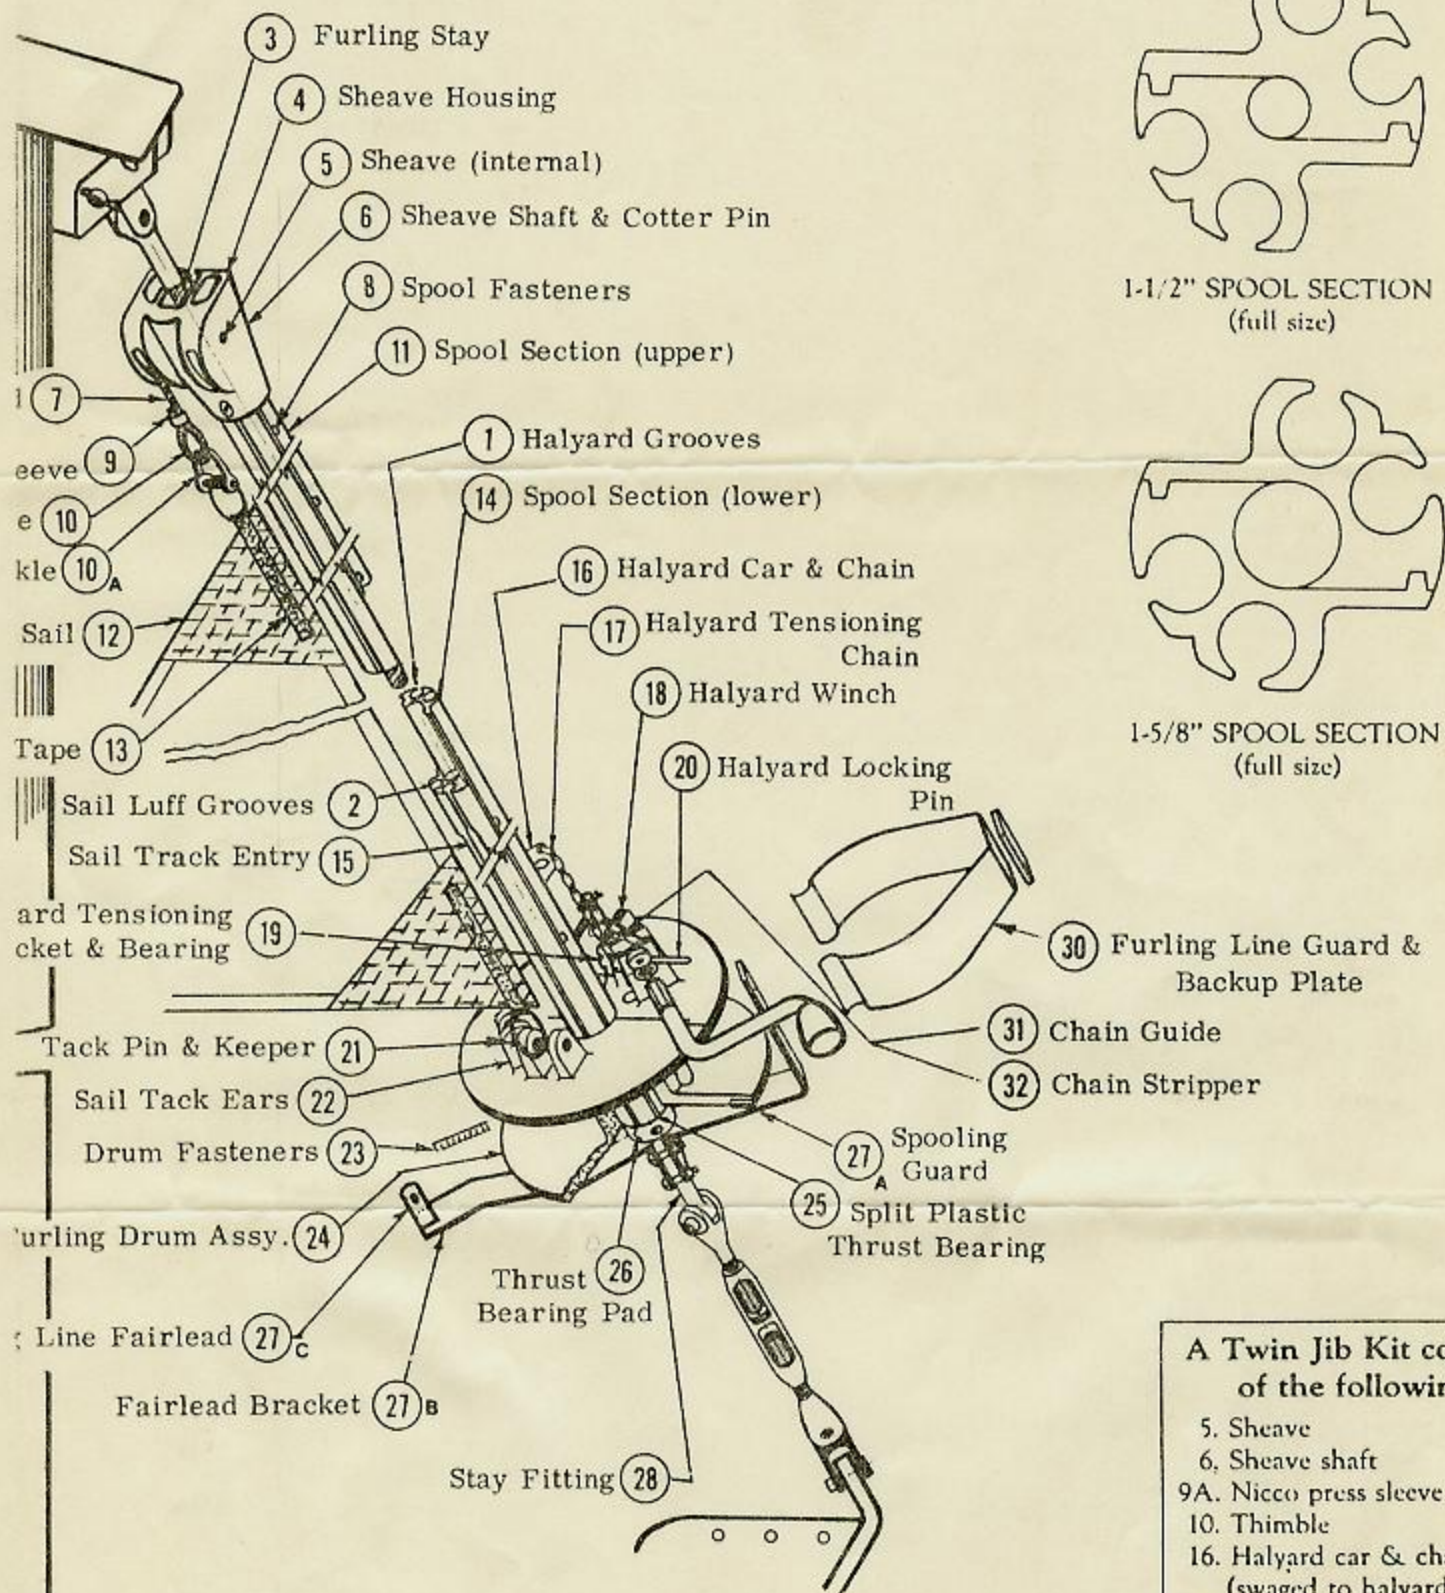 3 Furling Stay
4 Sheave Housing
5 Sheave (internal)
6 Sheave Shaft & Cotter Pin
8 Spool Fasteners
11 Spool Section (upper)
7
1 Halyard Grooves
eeve 9
14 Spool Section (lower)
e 10
kle 10 A
16 Halyard Car & Chain
Sail 12
17 Halyard Tensioning
Chain
18 Halyard Winch
Tape 13
20 Halyard Locking
Pin
Sail Luff Grooves 2
Sail Track Entry 15
ard Tensioning
cket & Bearing 19
30 Furling Line Guard &
Backup Plate
31 Chain Guide
Tack Pin & Keeper 21
32 Chain Stripper
Sail Tack Ears 22
Drum Fasteners 23
27 A Spooling
Guard
25 Split Plastic
Thrust Bearing
urling Drum Assy. 24
Thrust 26
Bearing Pad
Line Fairlead 27 C
Fairlead Bracket 27 B
Stay Fitting 28
1-1/2" SPOOL SECTION
(full size)
1-5/8" SPOOL SECTION
(full size)
A Twin Jib Kit co
of the followin
5. Sheave
6. Sheave shaft
9A. Nicco press sleeve
10. Thimble
16. Halyard car & ch
(swaged to halyard